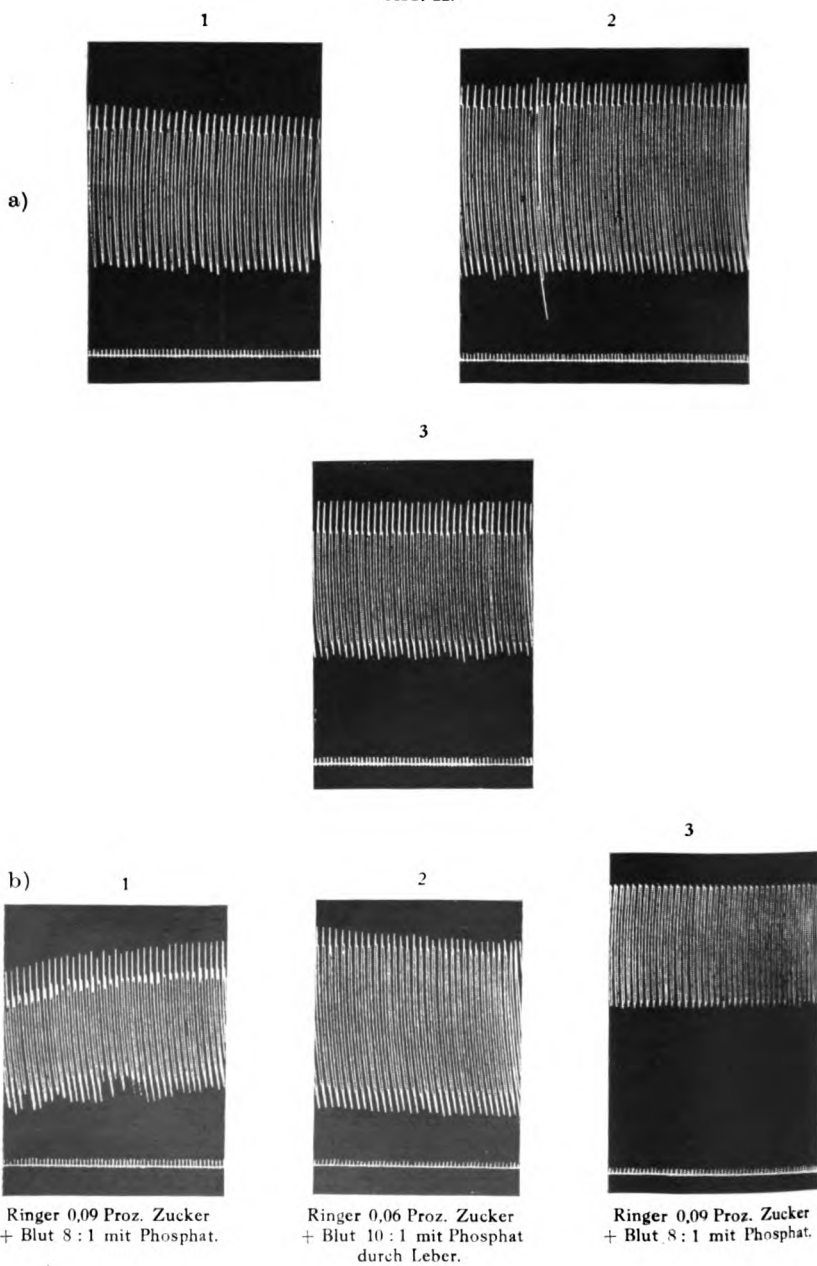 1
2
a)
3
b)
1
2
3
Ringer 0,09 Proz. Zucker
+ Blut 8 : 1 mit Phosphat.
Ringer 0,06 Proz. Zucker
+ Blut 10 : 1 mit Phosphat
durch Leber.
Ringer 0,09 Proz. Zucker
+ Blut 8 : 1 mit Phosphat.